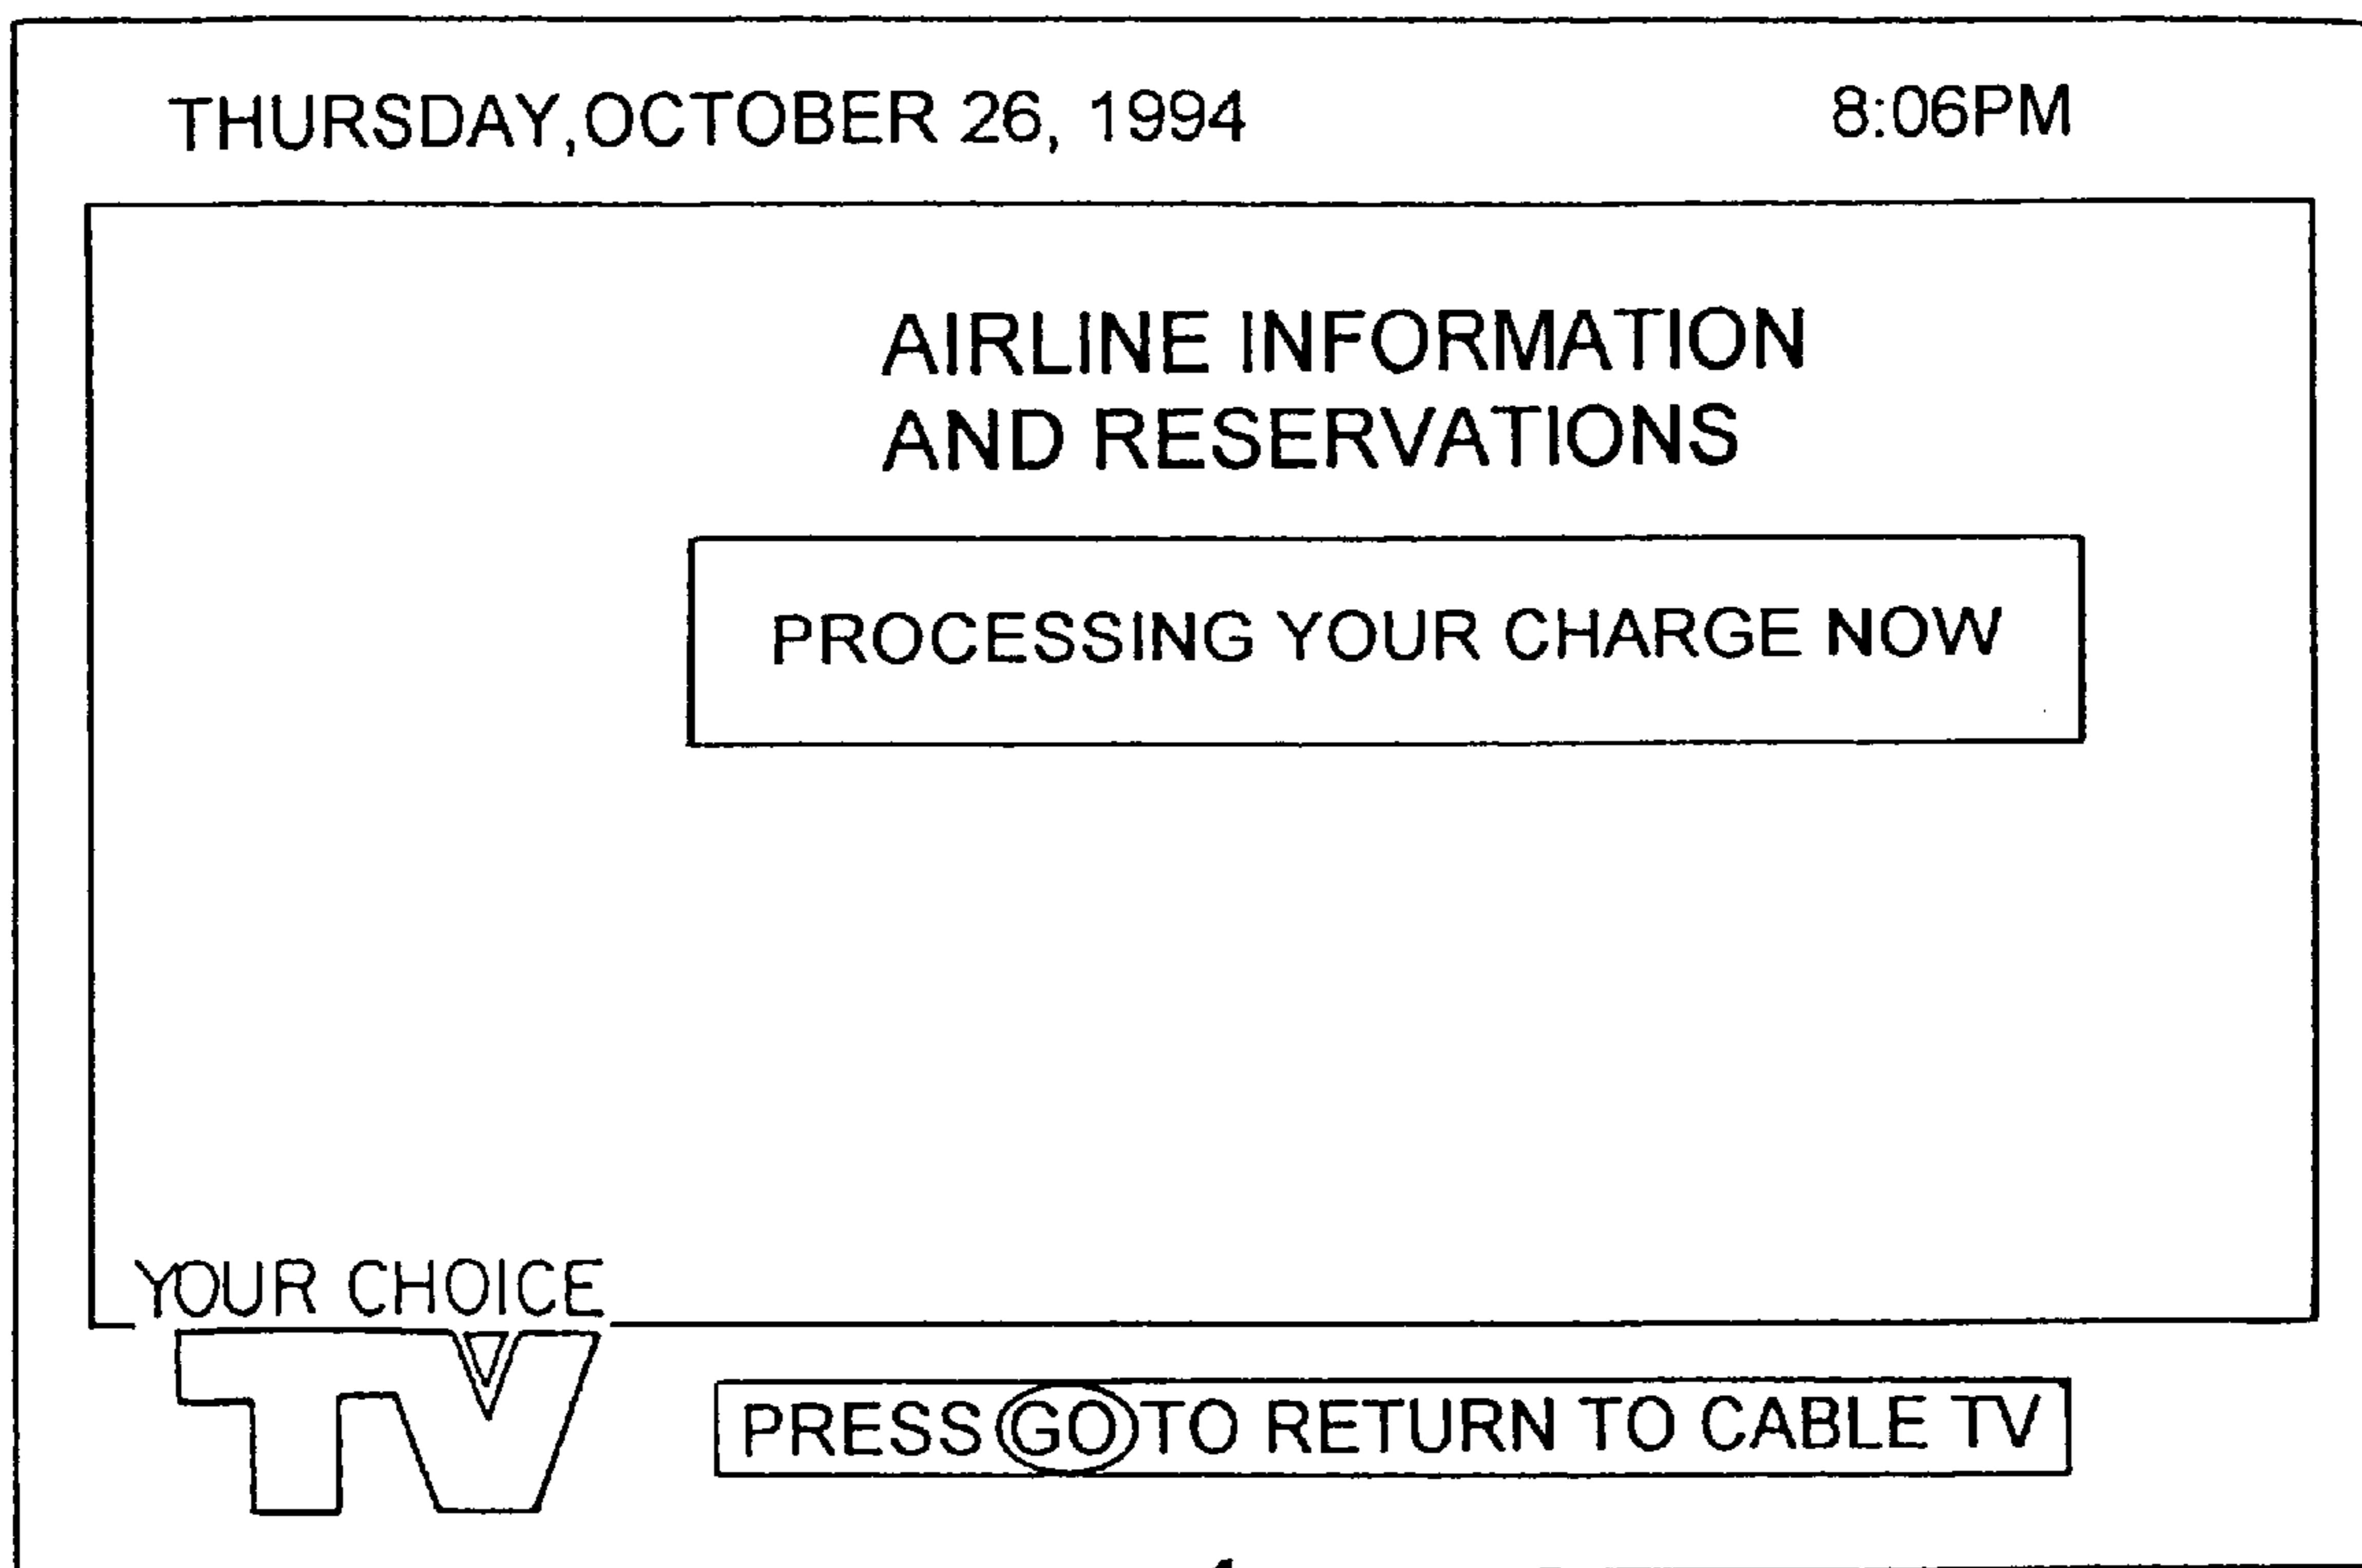 THURSDAY,OCTOBER 26, 1994 8:06PM
AIRLINE INFORMATION
AND RESERVATIONS
PROCESSING YOUR CHARGE NOW
YOUR CHOICE
TV
PRESS GO TO RETURN TO CABLE TV